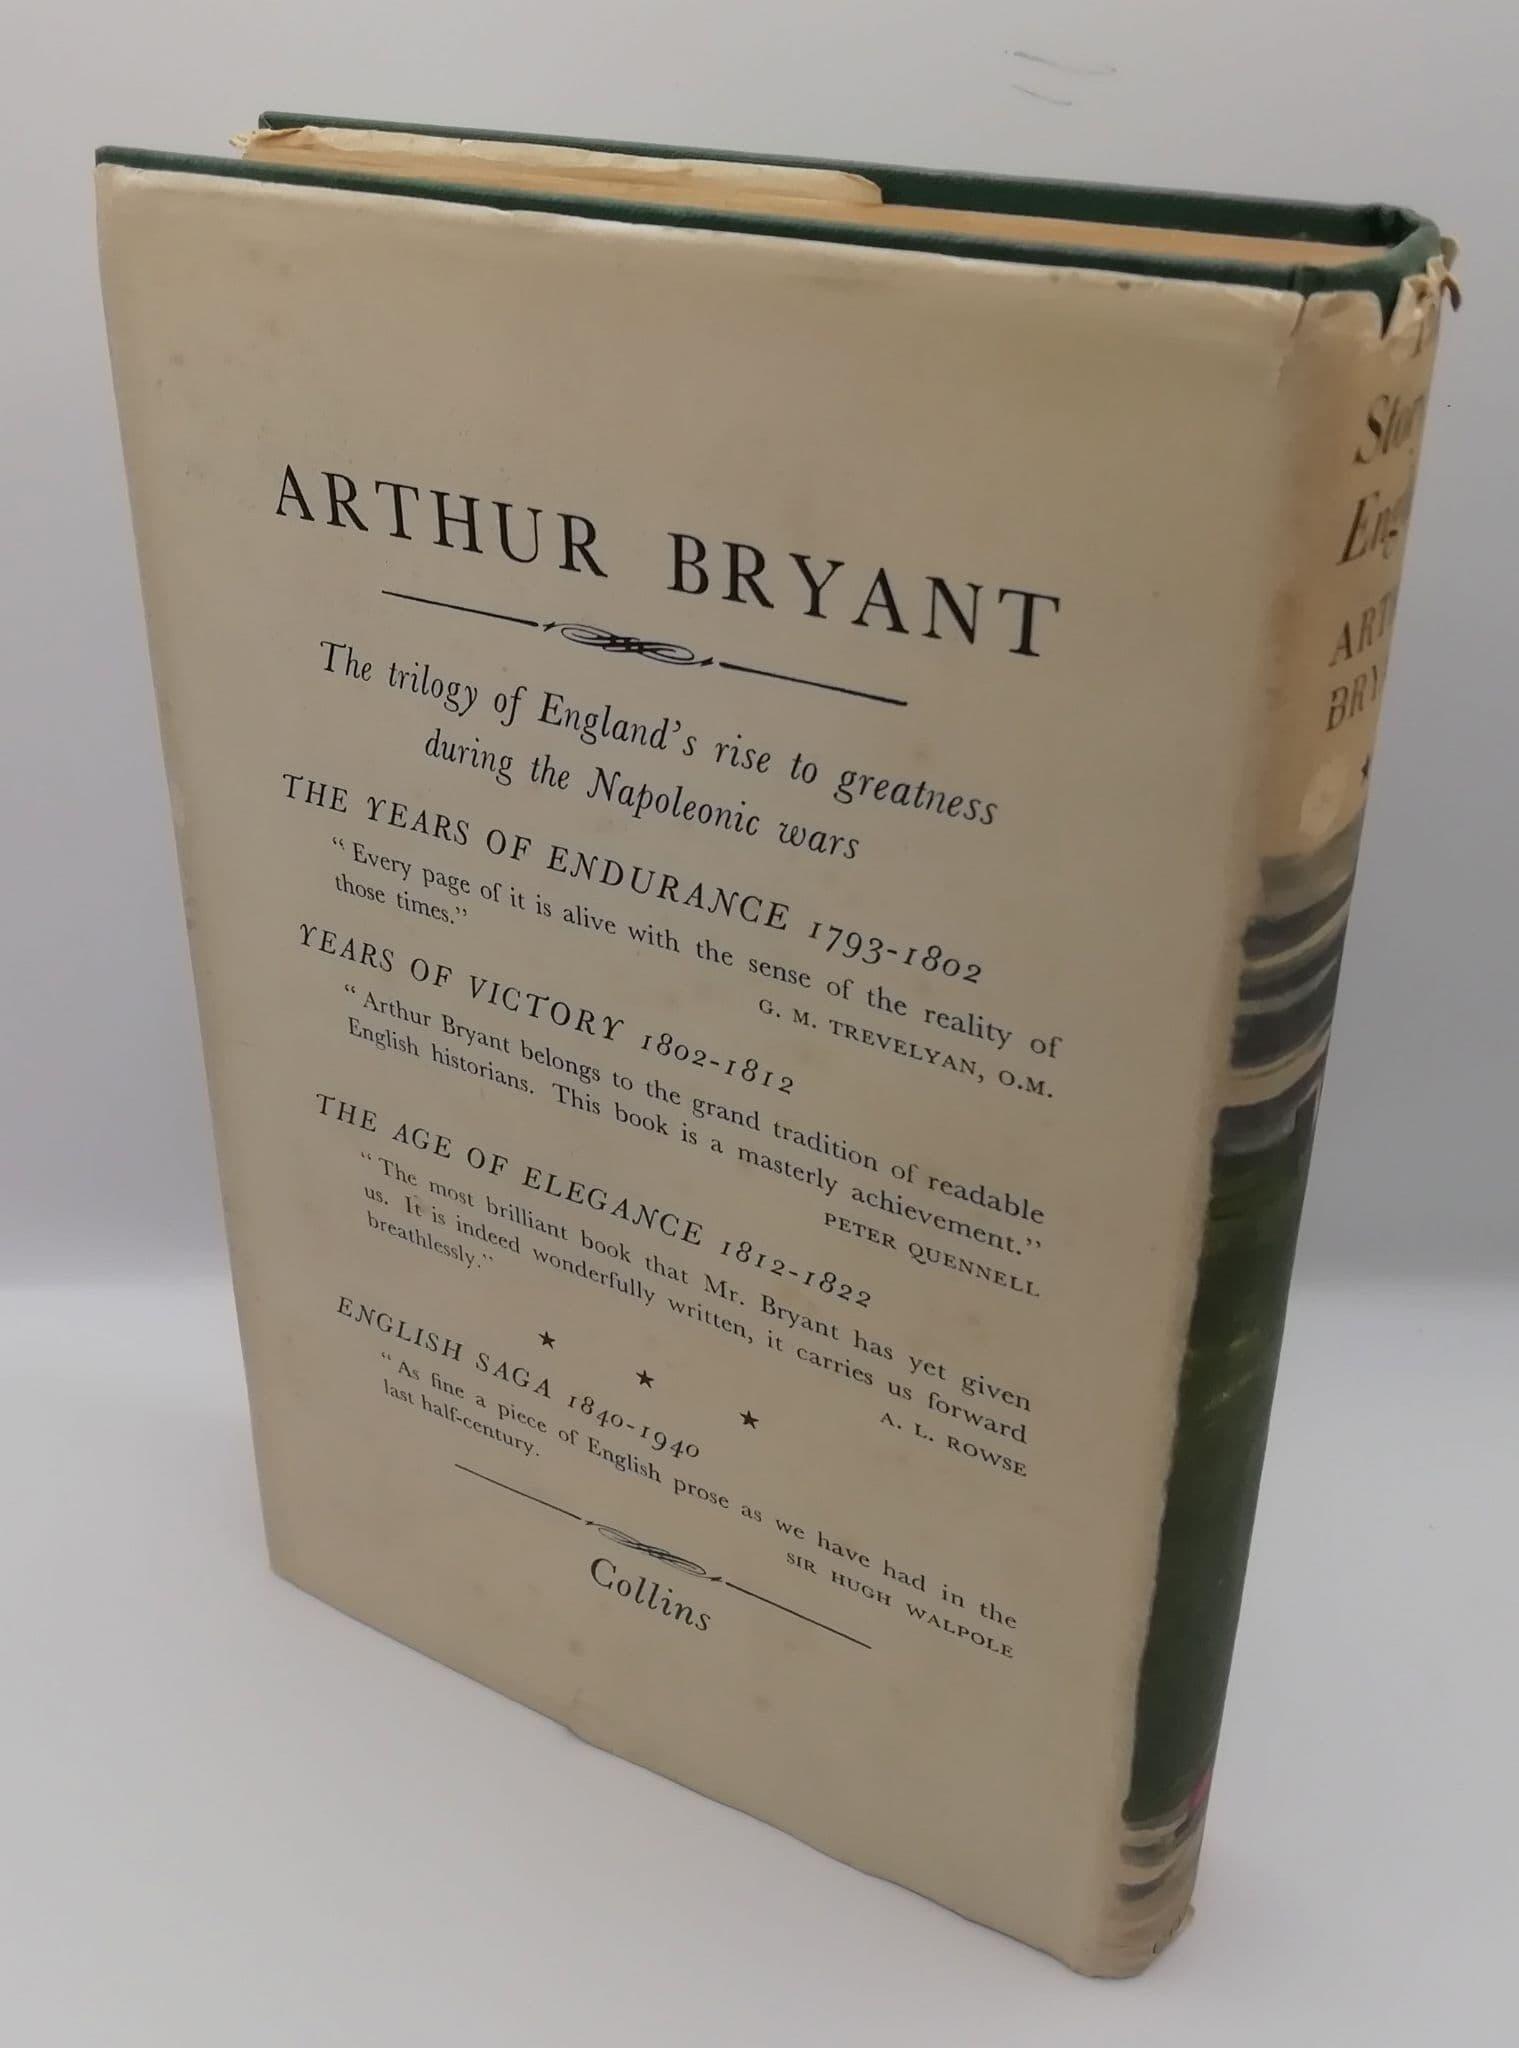 ARTHUR BRYANT
The trilogy of England's rise to greatness
during the Napoleonic wars
THE YEARS OF ENDURANCE 1793-1802
“ Every page of it is alive with the sense of the reality of
those times.”
G. M. TREVELYAN, O.M.
YEARS OF VICTORY 1802-1812
“ Arthur Bryant belongs to the grand tradition of readable
English historians. This book is a masterly achievement.”
PETER QUENNELL
THE AGE OF ELEGANCE 1812-1822
“ The most brilliant book that Mr. Bryant has yet given
us. It is indeed wonderfully written, it carries us forward
breathlessly.”
A. L. ROWSE
★ ★ ★
ENGLISH SAGA 1840-1940
“ As fine a piece of English prose as we have had in the
last half-century.
SIR HUGH WALPOLE
Collins